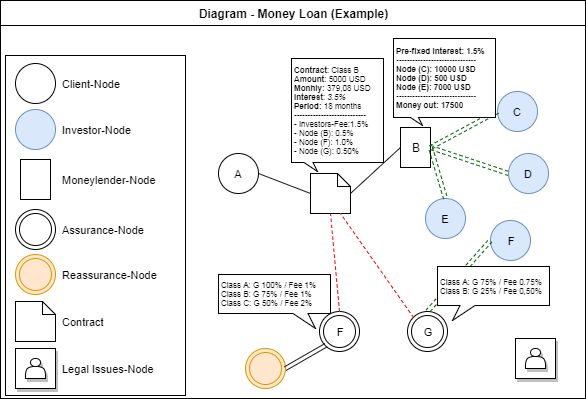 Diagram - Money Loan (Example)
Client-Node
Investor-Node
Moneylender-Node
Assurance-Node
Reassurance-Node
Contract
Legal Issues-Node
Contract: Class B
Amount: 5000 USD
Monhly: 379,08 USD
Interest: 3.5%
Period: 18 months
------------------------------
- Investors-Fee:1.5%
- Node (B): 0.5%
- Node (F): 1.0%
- Node (G): 0.50%
Pre-fixed Interest: 1.5%
------------------------------
Node (C): 10000 USD
Node (D): 500 USD
Node (E): 7000 USD
------------------------------
Money out: 17500
A
B
C
D
E
F
Class A: G 100% / Fee 1%
Class B: G 75% / Fee 1%
Class C: G 50% / Fee 2%
Class A: G 75% / Fee 0.75%
Class B: G 25% / Fee 0,50%
F
G